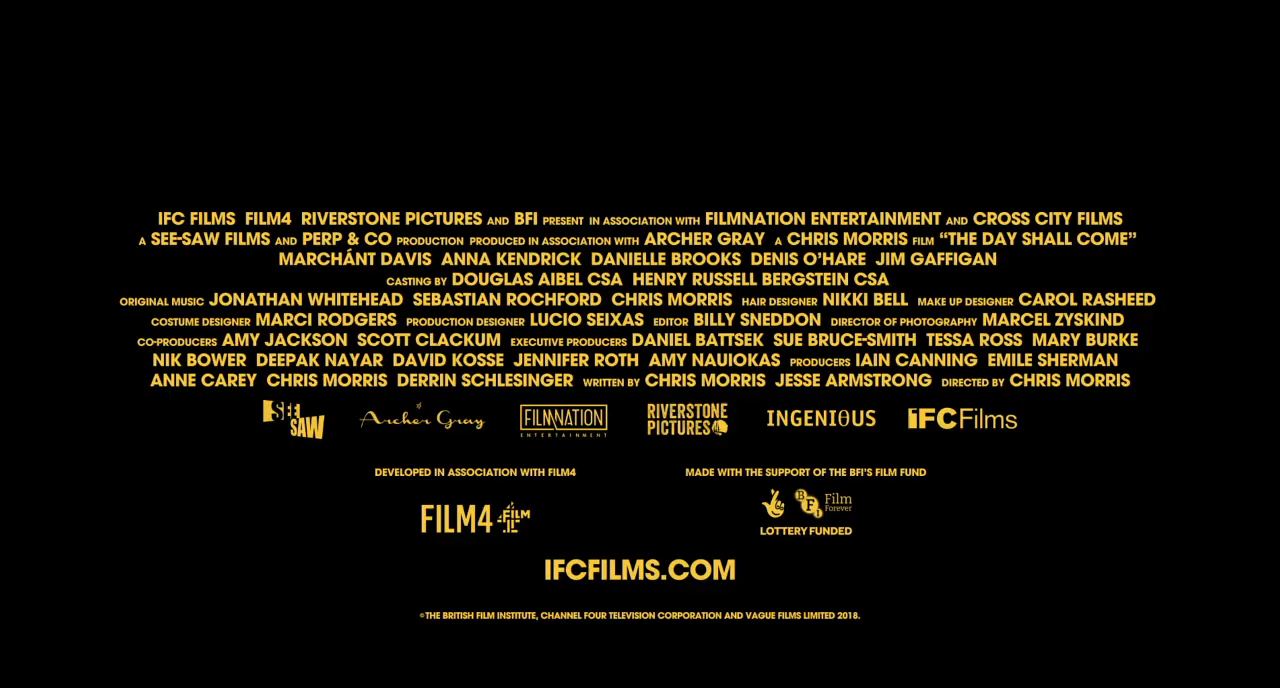 IFC FILMS FILM4 RIVERSTONE PICTURES AND BFI PRESENT IN ASSOCIATION WITH FILMNATION ENTERTAINMENT AND CROSS CITY FILMS
A SEE-SAW FILMS AND PERP & CO PRODUCTION PRODUCED IN ASSOCIATION WITH ARCHER GRAY A CHRIS MORRIS FILM “THE DAY SHALL COME”
MARCHÁNT DAVIS ANNA KENDRICK DANIELLE BROOKS DENIS O’HARE JIM GAFFIGAN
CASTING BY DOUGLAS AIBEL CSA HENRY RUSSELL BERGSTEIN CSA
ORIGINAL MUSIC JONATHAN WHITEHEAD SEBASTIAN ROCHFORD CHRIS MORRIS HAIR DESIGNER NIKKI BELL MAKE UP DESIGNER CAROL RASHEED
COSTUME DESIGNER MARCI RODGERS PRODUCTION DESIGNER LUCIO SEIXAS EDITOR BILLY SNEDDON DIRECTOR OF PHOTOGRAPHY MARCEL ZYSKIND
CO-PRODUCERS AMY JACKSON SCOTT CLACKUM EXECUTIVE PRODUCERS DANIEL BATTSEK SUE BRUCE-SMITH TESSA ROSS MARY BURKE
NIK BOWER DEEPAK NAYAR DAVID KOSSE JENNIFER ROTH AMY NAUIOKAS PRODUCERS IAIN CANNING EMILE SHERMAN
ANNE CAREY CHRIS MORRIS DERRIN SCHLESINGER WRITTEN BY CHRIS MORRIS JESSE ARMSTRONG DIRECTED BY CHRIS MORRIS
SEE SAW Archer Gray FILMNATION ENTERTAINMENT RIVERSTONE PICTURES INGENIOUS IFC Films
DEVELOPED IN ASSOCIATION WITH FILM4 MADE WITH THE SUPPORT OF THE BFI’S FILM FUND
FILM4 FILM 4 BFI Film Forever
LOTTERY FUNDED
IFCFILMS.COM
©THE BRITISH FILM INSTITUTE, CHANNEL FOUR TELEVISION CORPORATION AND VAGUE FILMS LIMITED 2018.